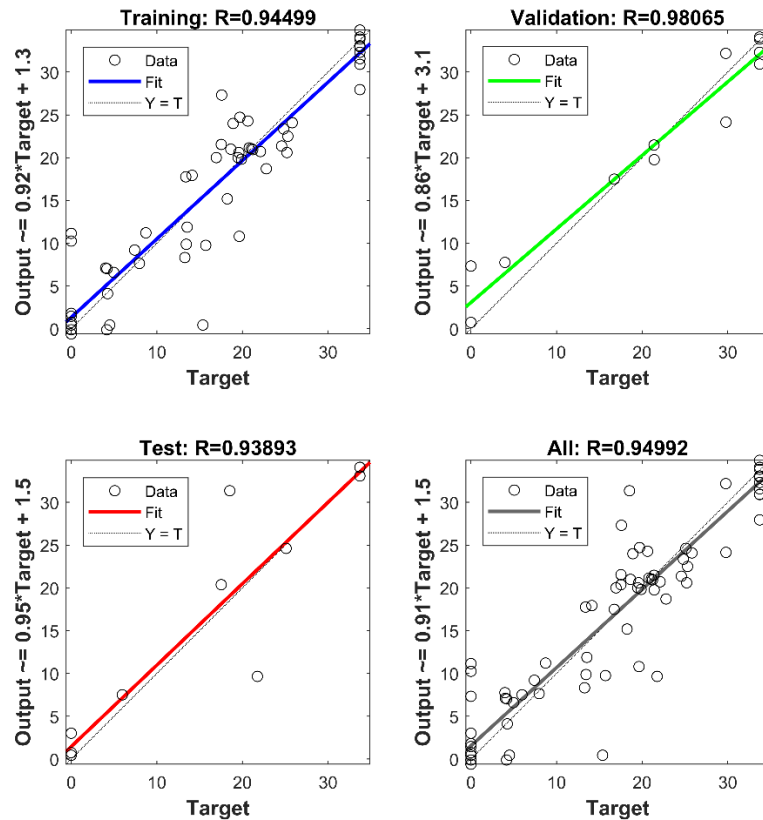 Training: R=0.94499
Output ~= 0.92*Target + 1.3
Data
Fit
Y = T
0
5
10
15
20
25
30
0
10
20
30
Target
Validation: R=0.98065
Output ~= 0.86*Target + 3.1
Data
Fit
Y = T
0
5
10
15
20
25
30
0
10
20
30
Target
Test: R=0.93893
Output ~= 0.95*Target + 1.5
Data
Fit
Y = T
0
5
10
15
20
25
30
0
10
20
30
Target
All: R=0.94992
Output ~= 0.91*Target + 1.5
Data
Fit
Y = T
0
5
10
15
20
25
30
0
10
20
30
Target